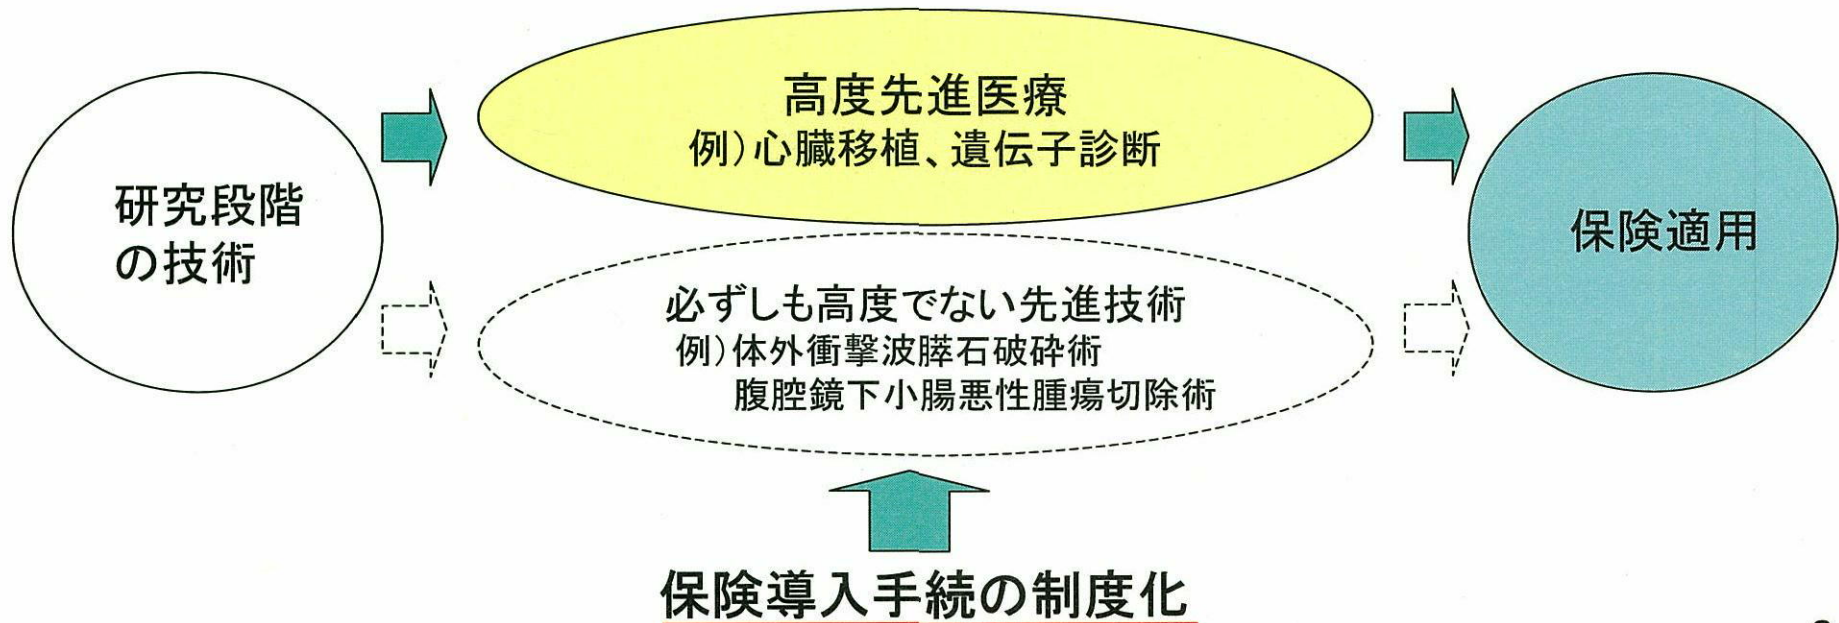 高度先進医療
例）心臓移植、遺伝子診断
研究段階
の技術
保険適用
必ずしも高度でない先進技術
例）体外衝撃波膵石破砕術
腹腔鏡下小腸悪性腫瘍切除術
保険導入手続の制度化